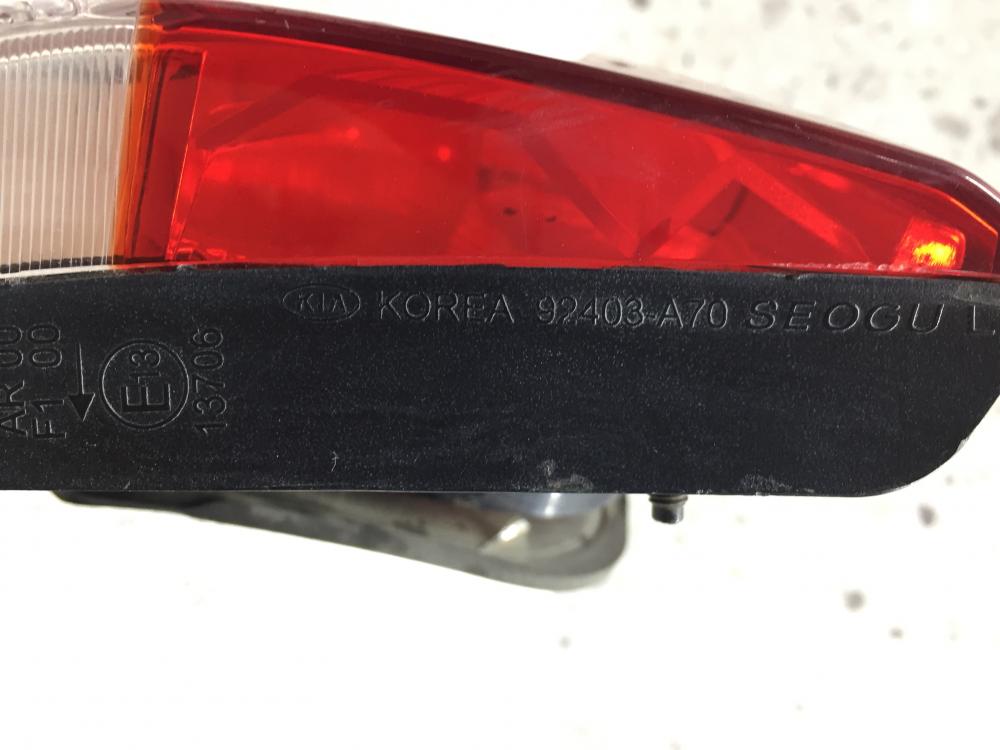 KIA KOREA 92403-A70 SEOGU
E13
13706
AR 00
F1 00